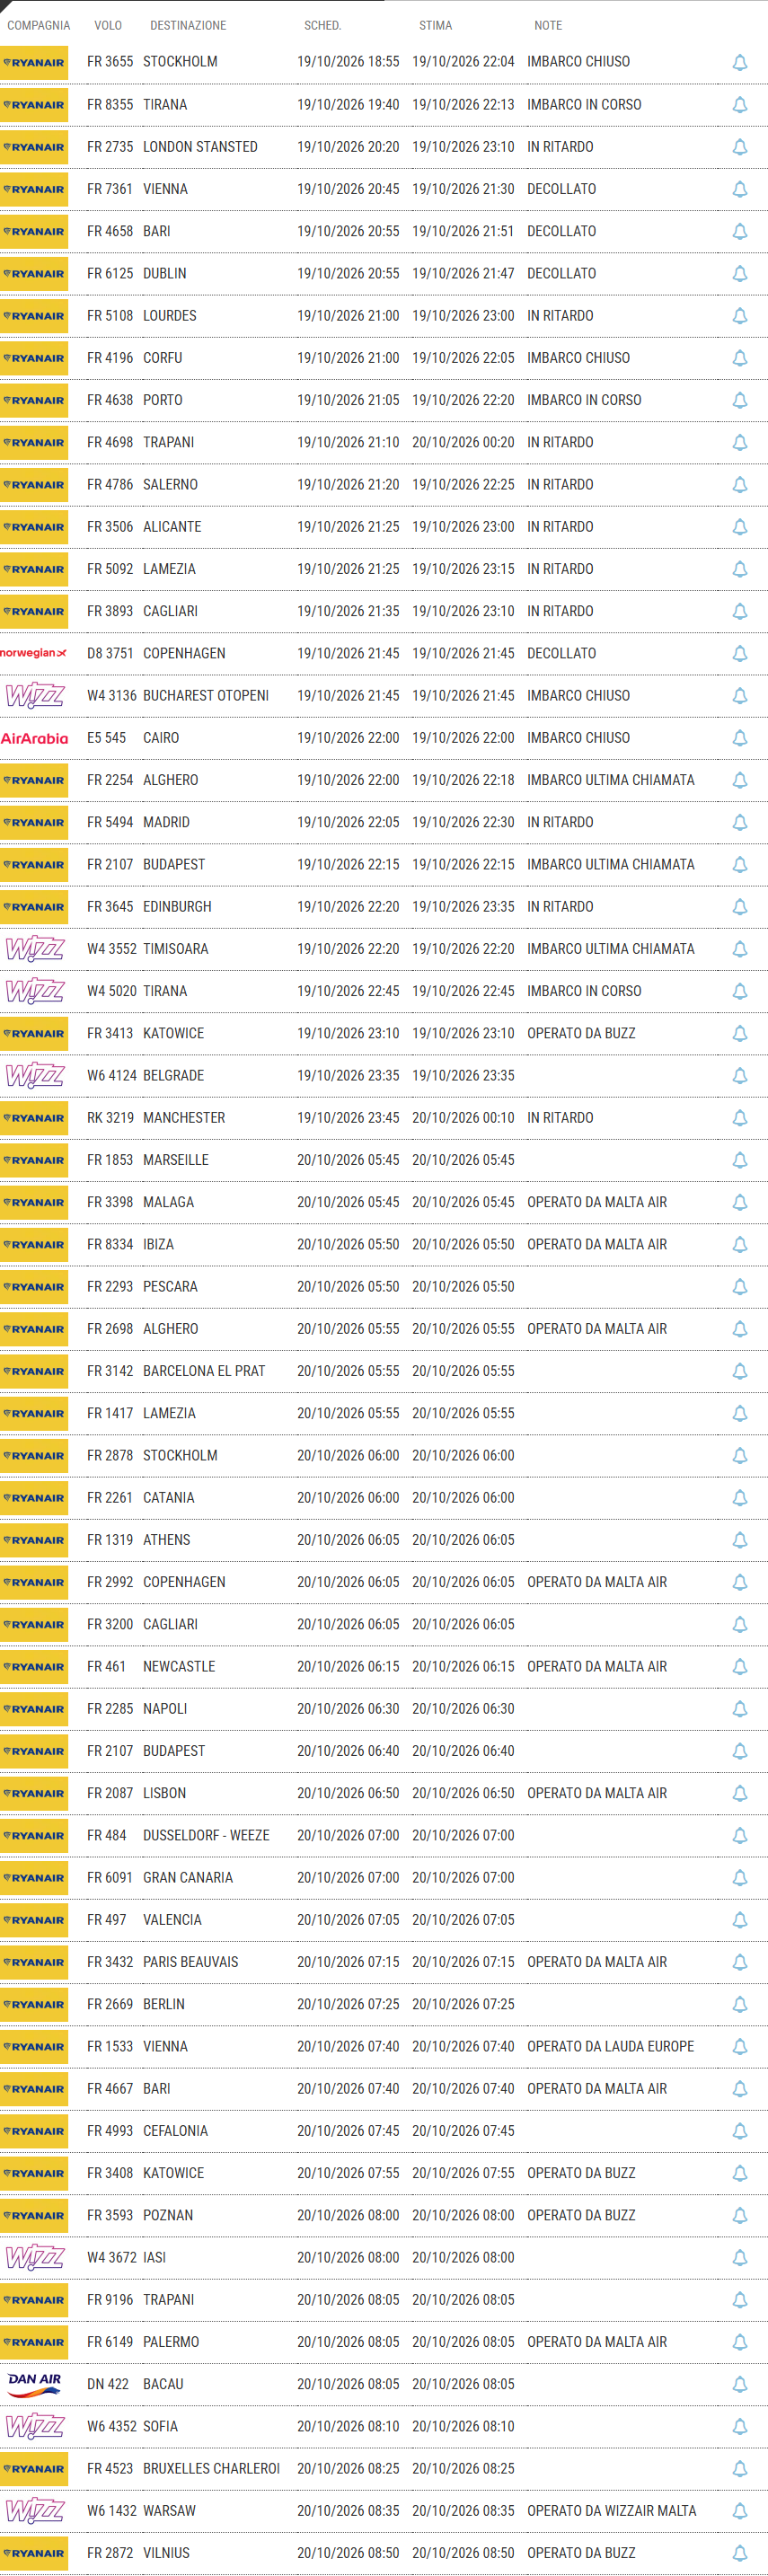 COMPAGNIA VOLO DESTINAZIONE SCHED. STIMA NOTE
RYANAIR FR 3655 STOCKHOLM 19/10/2026 18:55 19/10/2026 22:04 IMBARCO CHIUSO
RYANAIR FR 8355 TIRANA 19/10/2026 19:40 19/10/2026 22:13 IMBARCO IN CORSO
RYANAIR FR 2735 LONDON STANSTED 19/10/2026 20:20 19/10/2026 23:10 IN RITARDO
RYANAIR FR 7361 VIENNA 19/10/2026 20:45 19/10/2026 21:30 DECOLLATO
RYANAIR FR 4658 BARI 19/10/2026 20:55 19/10/2026 21:51 DECOLLATO
RYANAIR FR 6125 DUBLIN 19/10/2026 20:55 19/10/2026 21:47 DECOLLATO
RYANAIR FR 5108 LOURDES 19/10/2026 21:00 19/10/2026 23:00 IN RITARDO
RYANAIR FR 4196 CORFU 19/10/2026 21:00 19/10/2026 22:05 IMBARCO CHIUSO
RYANAIR FR 4638 PORTO 19/10/2026 21:05 19/10/2026 22:20 IMBARCO IN CORSO
RYANAIR FR 4698 TRAPANI 19/10/2026 21:10 20/10/2026 00:20 IN RITARDO
RYANAIR FR 4786 SALERNO 19/10/2026 21:20 19/10/2026 22:25 IN RITARDO
RYANAIR FR 3506 ALICANTE 19/10/2026 21:25 19/10/2026 23:00 IN RITARDO
RYANAIR FR 5092 LAMEZIA 19/10/2026 21:25 19/10/2026 23:15 IN RITARDO
RYANAIR FR 3893 CAGLIARI 19/10/2026 21:35 19/10/2026 23:10 IN RITARDO
norwegian D8 3751 COPENHAGEN 19/10/2026 21:45 19/10/2026 21:45 DECOLLATO
WIZZ W4 3136 BUCHAREST OTOPENI 19/10/2026 21:45 19/10/2026 21:45 IMBARCO CHIUSO
AirArabia E5 545 CAIRO 19/10/2026 22:00 19/10/2026 22:00 IMBARCO CHIUSO
RYANAIR FR 2254 ALGHERO 19/10/2026 22:00 19/10/2026 22:18 IMBARCO ULTIMA CHIAMATA
RYANAIR FR 5494 MADRID 19/10/2026 22:05 19/10/2026 22:30 IN RITARDO
RYANAIR FR 2107 BUDAPEST 19/10/2026 22:15 19/10/2026 22:15 IMBARCO ULTIMA CHIAMATA
RYANAIR FR 3645 EDINBURGH 19/10/2026 22:20 19/10/2026 23:35 IN RITARDO
WIZZ W4 3552 TIMISOARA 19/10/2026 22:20 19/10/2026 22:20 IMBARCO ULTIMA CHIAMATA
WIZZ W4 5020 TIRANA 19/10/2026 22:45 19/10/2026 22:45 IMBARCO IN CORSO
RYANAIR FR 3413 KATOWICE 19/10/2026 23:10 19/10/2026 23:10 OPERATO DA BUZZ
WIZZ W6 4124 BELGRADE 19/10/2026 23:35 19/10/2026 23:35
RYANAIR RK 3219 MANCHESTER 19/10/2026 23:45 20/10/2026 00:10 IN RITARDO
RYANAIR FR 1853 MARSEILLE 20/10/2026 05:45 20/10/2026 05:45
RYANAIR FR 3398 MALAGA 20/10/2026 05:45 20/10/2026 05:45 OPERATO DA MALTA AIR
RYANAIR FR 8334 IBIZA 20/10/2026 05:50 20/10/2026 05:50 OPERATO DA MALTA AIR
RYANAIR FR 2293 PESCARA 20/10/2026 05:50 20/10/2026 05:50
RYANAIR FR 2698 ALGHERO 20/10/2026 05:55 20/10/2026 05:55 OPERATO DA MALTA AIR
RYANAIR FR 3142 BARCELONA EL PRAT 20/10/2026 05:55 20/10/2026 05:55
RYANAIR FR 1417 LAMEZIA 20/10/2026 05:55 20/10/2026 05:55
RYANAIR FR 2878 STOCKHOLM 20/10/2026 06:00 20/10/2026 06:00
RYANAIR FR 2261 CATANIA 20/10/2026 06:00 20/10/2026 06:00
RYANAIR FR 1319 ATHENS 20/10/2026 06:05 20/10/2026 06:05
RYANAIR FR 2992 COPENHAGEN 20/10/2026 06:05 20/10/2026 06:05 OPERATO DA MALTA AIR
RYANAIR FR 3200 CAGLIARI 20/10/2026 06:05 20/10/2026 06:05
RYANAIR FR 461 NEWCASTLE 20/10/2026 06:15 20/10/2026 06:15 OPERATO DA MALTA AIR
RYANAIR FR 2285 NAPOLI 20/10/2026 06:30 20/10/2026 06:30
RYANAIR FR 2107 BUDAPEST 20/10/2026 06:40 20/10/2026 06:40
RYANAIR FR 2087 LISBON 20/10/2026 06:50 20/10/2026 06:50 OPERATO DA MALTA AIR
RYANAIR FR 484 DUSSELDORF - WEEZE 20/10/2026 07:00 20/10/2026 07:00
RYANAIR FR 6091 GRAN CANARIA 20/10/2026 07:00 20/10/2026 07:00
RYANAIR FR 497 VALENCIA 20/10/2026 07:05 20/10/2026 07:05
RYANAIR FR 3432 PARIS BEAUVAIS 20/10/2026 07:15 20/10/2026 07:15 OPERATO DA MALTA AIR
RYANAIR FR 2669 BERLIN 20/10/2026 07:25 20/10/2026 07:25
RYANAIR FR 1533 VIENNA 20/10/2026 07:40 20/10/2026 07:40 OPERATO DA LAUDA EUROPE
RYANAIR FR 4667 BARI 20/10/2026 07:40 20/10/2026 07:40 OPERATO DA MALTA AIR
RYANAIR FR 4993 CEFALONIA 20/10/2026 07:45 20/10/2026 07:45
RYANAIR FR 3408 KATOWICE 20/10/2026 07:55 20/10/2026 07:55 OPERATO DA BUZZ
RYANAIR FR 3593 POZNAN 20/10/2026 08:00 20/10/2026 08:00 OPERATO DA BUZZ
WIZZ W4 3672 IASI 20/10/2026 08:00 20/10/2026 08:00
RYANAIR FR 9196 TRAPANI 20/10/2026 08:05 20/10/2026 08:05
RYANAIR FR 6149 PALERMO 20/10/2026 08:05 20/10/2026 08:05 OPERATO DA MALTA AIR
DAN AIR DN 422 BACAU 20/10/2026 08:05 20/10/2026 08:05
WIZZ W6 4352 SOFIA 20/10/2026 08:10 20/10/2026 08:10
RYANAIR FR 4523 BRUXELLES CHARLEROI 20/10/2026 08:25 20/10/2026 08:25
WIZZ W6 1432 WARSAW 20/10/2026 08:35 20/10/2026 08:35 OPERATO DA WIZZAIR MALTA
RYANAIR FR 2872 VILNIUS 20/10/2026 08:50 20/10/2026 08:50 OPERATO DA BUZZ